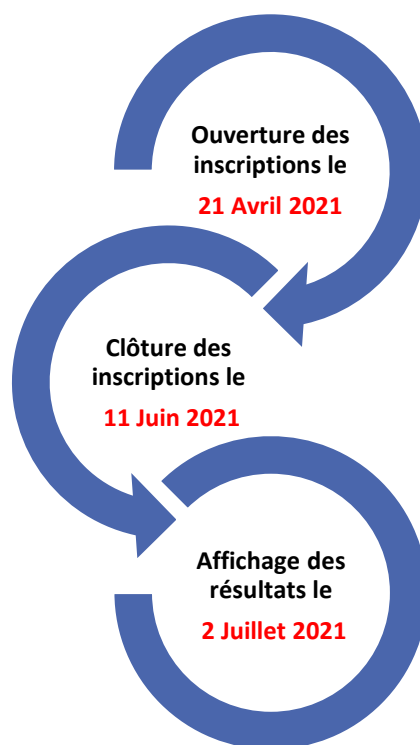 Ouverture des
inscriptions le
21 Avril 2021
Clôture des
inscriptions le
11 Juin 2021
Affichage des
résultats le
2 Juillet 2021